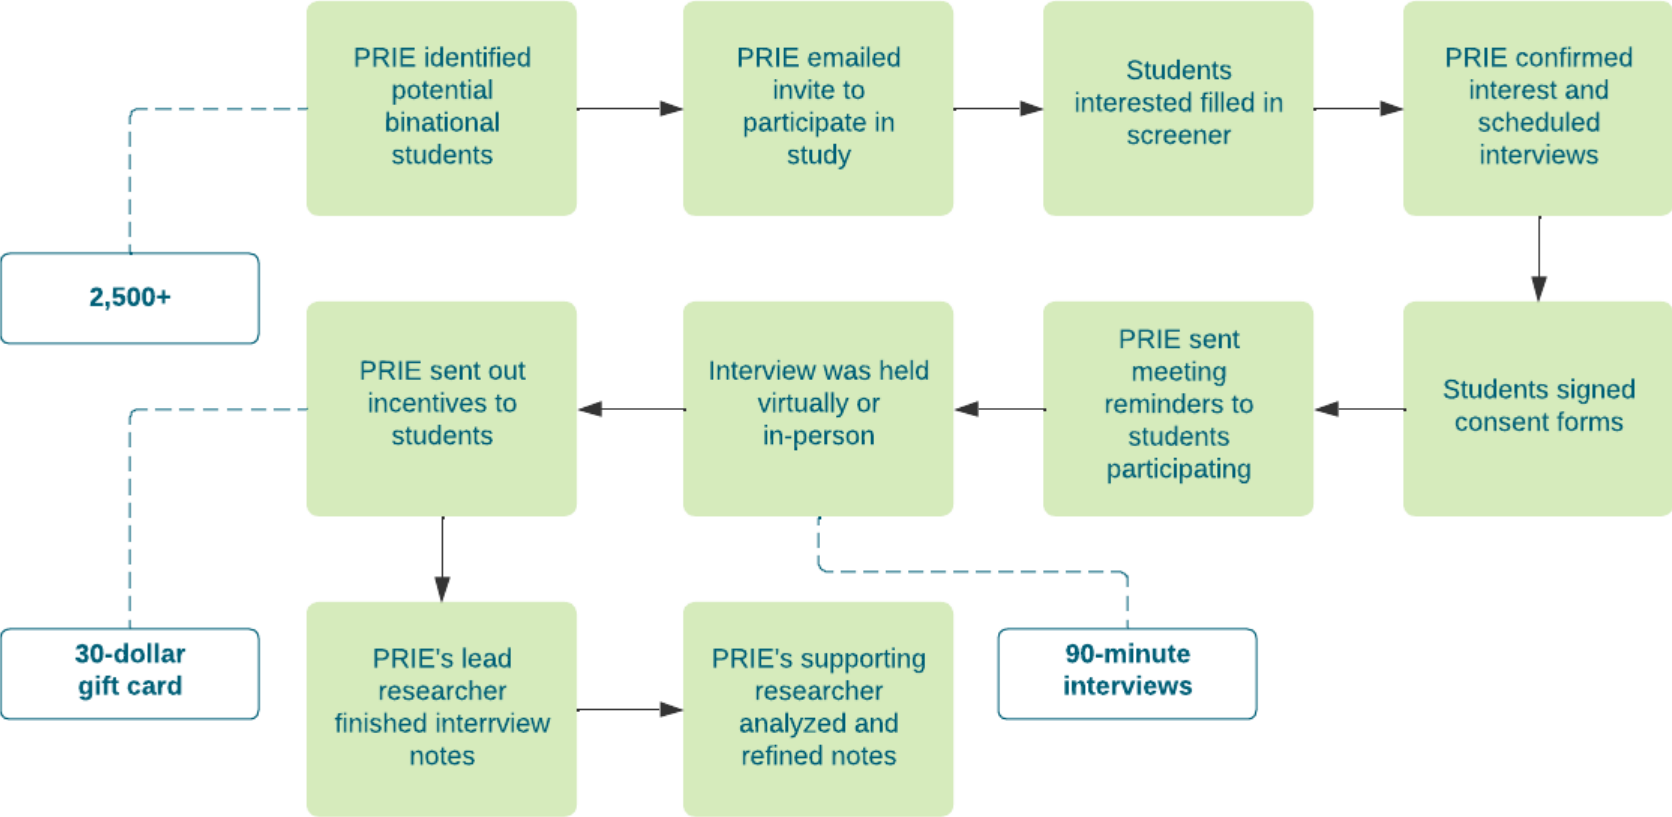 PRIE identified
potential
binational
students
PRIE emailed
invite to
participate in
study
Students
interested filled in
screener
PRIE confirmed
interest and
scheduled
interviews
2,500+
Students signed
consent forms
PRIE sent
meeting
reminders to
students
participating
Interview was held
virtually or
in-person
PRIE sent out
incentives to
students
30-dollar
gift card
90-minute
interviews
PRIE's lead
researcher
finished interrview
notes
PRIE's supporting
researcher
analyzed and
refined notes